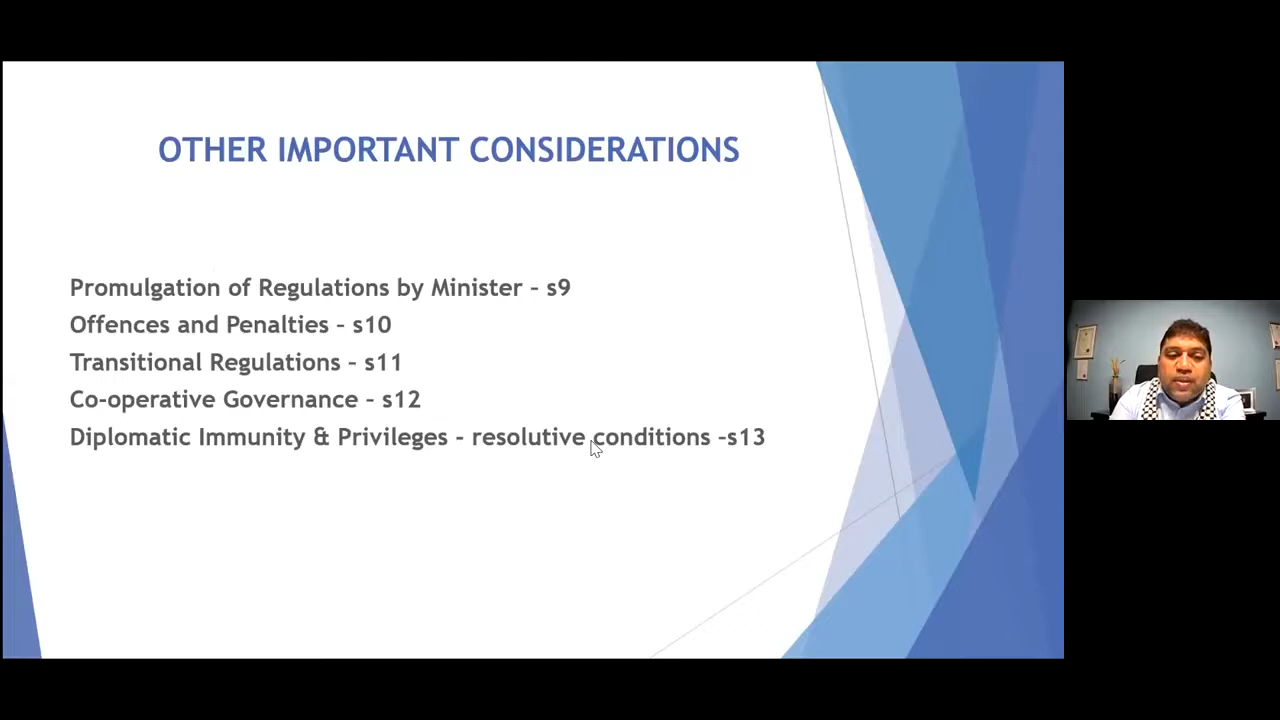 OTHER IMPORTANT CONSIDERATIONS
Promulgation of Regulations by Minister – s9
Offences and Penalties – s10
Transitional Regulations – s11
Co-operative Governance – s12
Diplomatic Immunity & Privileges - resolutive conditions –s13